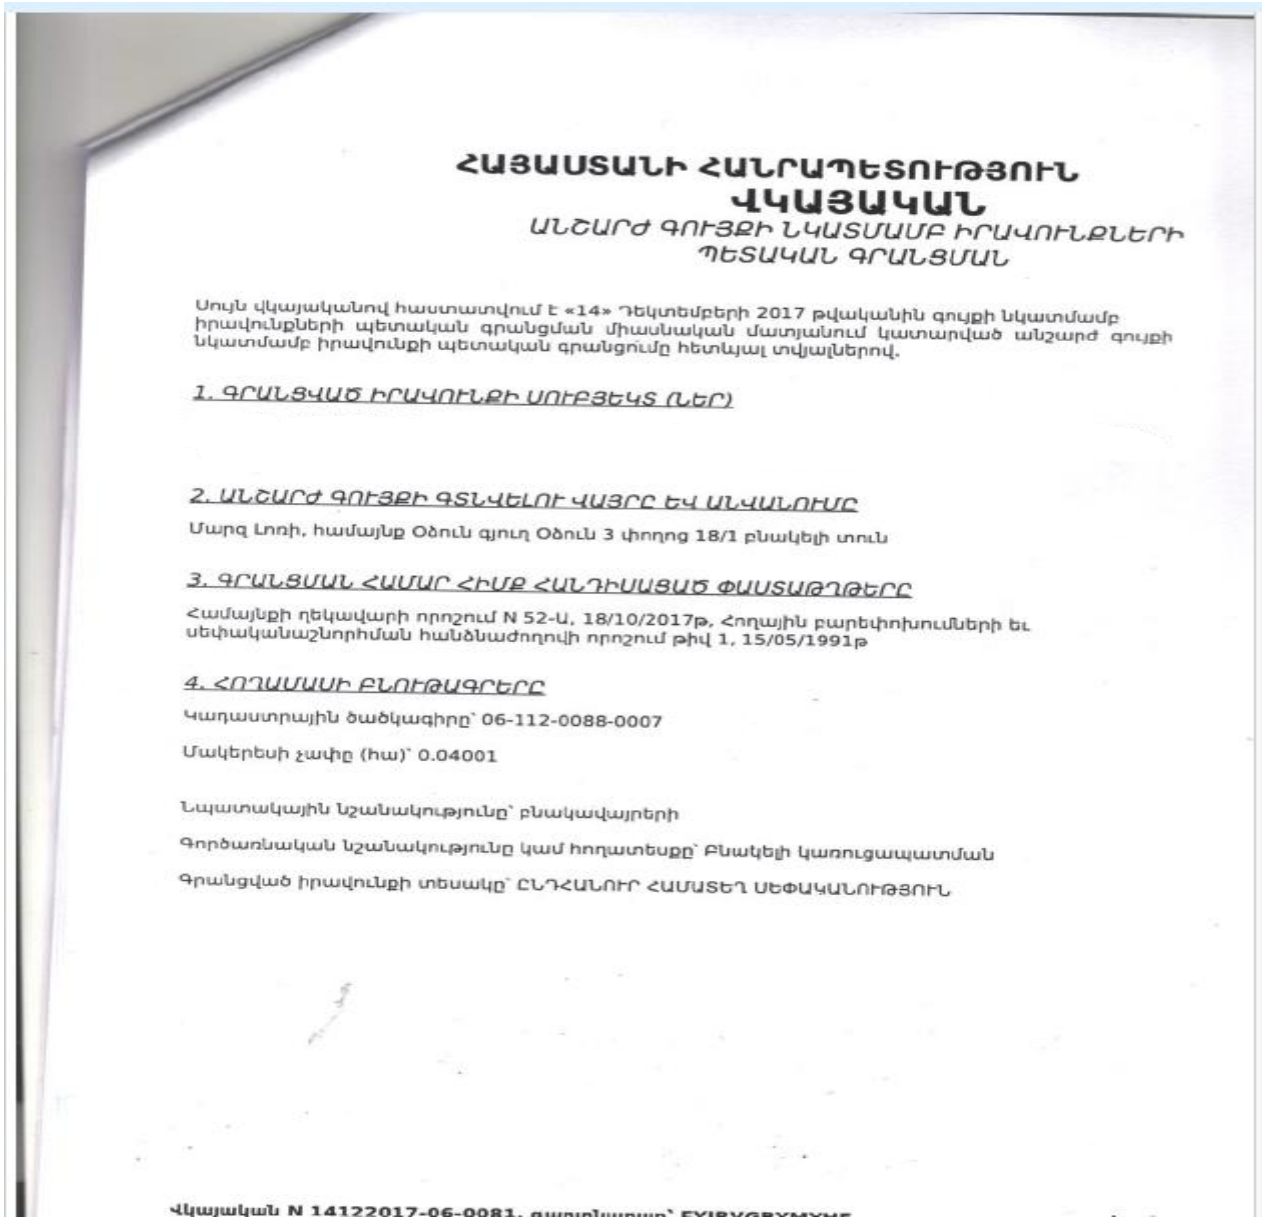 ՀԱՅԱՍՏԱՆԻ ՀԱՆՐԱՊԵՏՈՒԹՅՈՒՆ
ՎԿԱՅԱԿԱՆ
ԱՆՇԱՐԺ ԳՈՒՅՔԻ ՆԿԱՏՄԱՄԲ ԻՐԱՎՈՒՆՔՆԵՐԻ
ՊԵՏԱԿԱՆ ԳՐԱՆՑՄԱՆ
Սույն վկայականով հաստատվում է «14» Դեկտեմբերի 2017 թվականին գույքի նկատմամբ
իրավունքների պետական գրանցման միասնական մատյանում կատարված անշարժ գույքի
նկատմամբ իրավունքի պետական գրանցումը հետևյալ տվյալներով.
1. ԳՐԱՆՑՎԱԾ ԻՐԱՎՈՒՆՔԻ ՍՈՒԲՅԵԿՏ (ՆԵՐ)
2. ԱՆՇԱՐԺ ԳՈՒՅՔԻ ԳՏՆՎԵԼՈՒ ՎԱՅՐԸ ԵՎ ԱՆՎԱՆՈՒՄԸ
Մարզ Լոռի, համայնք Օձուն գյուղ Օձուն 3 փողոց 18/1 բնակելի տուն
3. ԳՐԱՆՑՄԱՆ ՀԱՄԱՐ ՀԻՄՔ ՀԱՆԴԻՍԱՑԱԾ ՓԱՍՏԱԹՂԹԵՐԸ
Համայնքի ղեկավարի որոշում N 52-Ա, 18/10/2017թ, Հողային բարեփոխումների եւ
սեփականաշնորհման հանձնաժողովի որոշում թիվ 1, 15/05/1991թ
4. ՀՈՂԱՄԱՍԻ ԲՆՈՒԹԱԳՐԵՐԸ
Կադաստրային ծածկագիրը՝ 06-112-0088-0007
Մակերեսի չափը (հա)՝ 0.04001
Նպատակային նշանակությունը՝ բնակավայրերի
Գործառնական նշանակությունը կամ հողատեսքը՝ Բնակելի կառուցապատման
Գրանցված իրավունքի տեսակը՝ ԸՆԴՀԱՆՈՒՐ ՀԱՄԱՏԵՂ ՍԵՓԱԿԱՆՈՒԹՅՈՒՆ
Վկայական N 14122017-06-0081, գաղտնաբառ՝